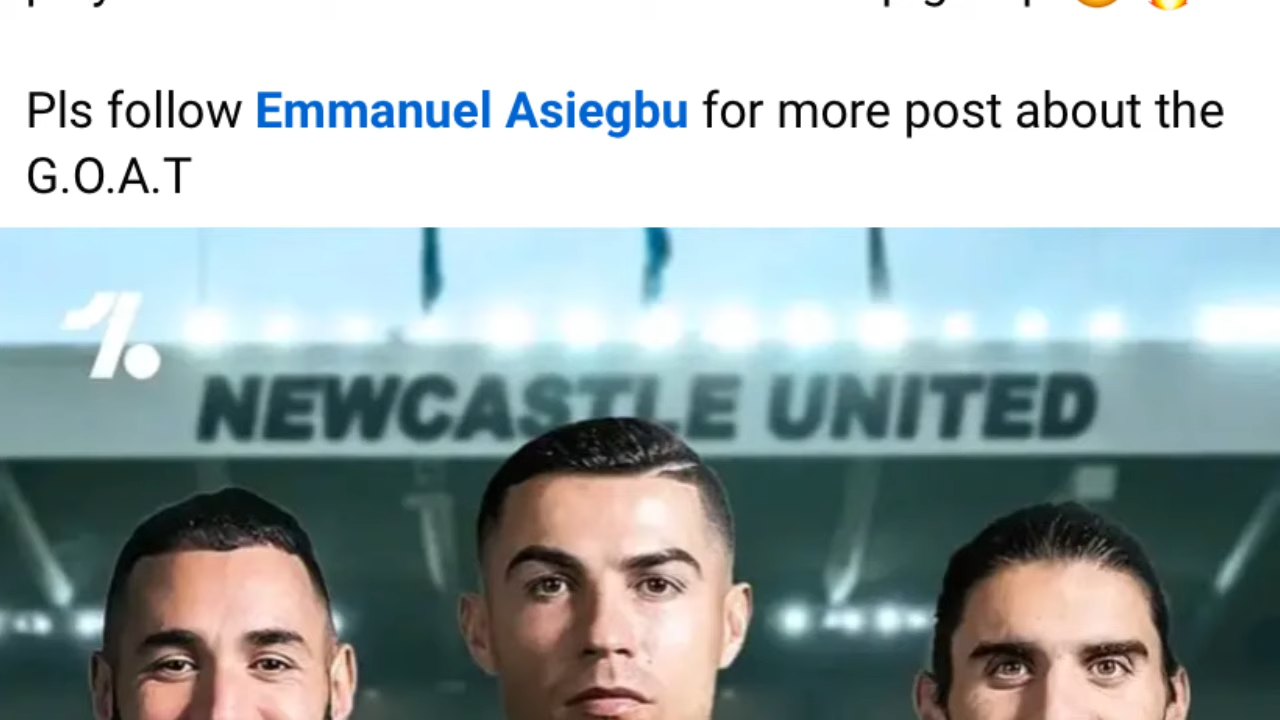 Pls follow Emmanuel Asiegbu for more post about the
G.O.A.T
NEWCASTLE UNITED